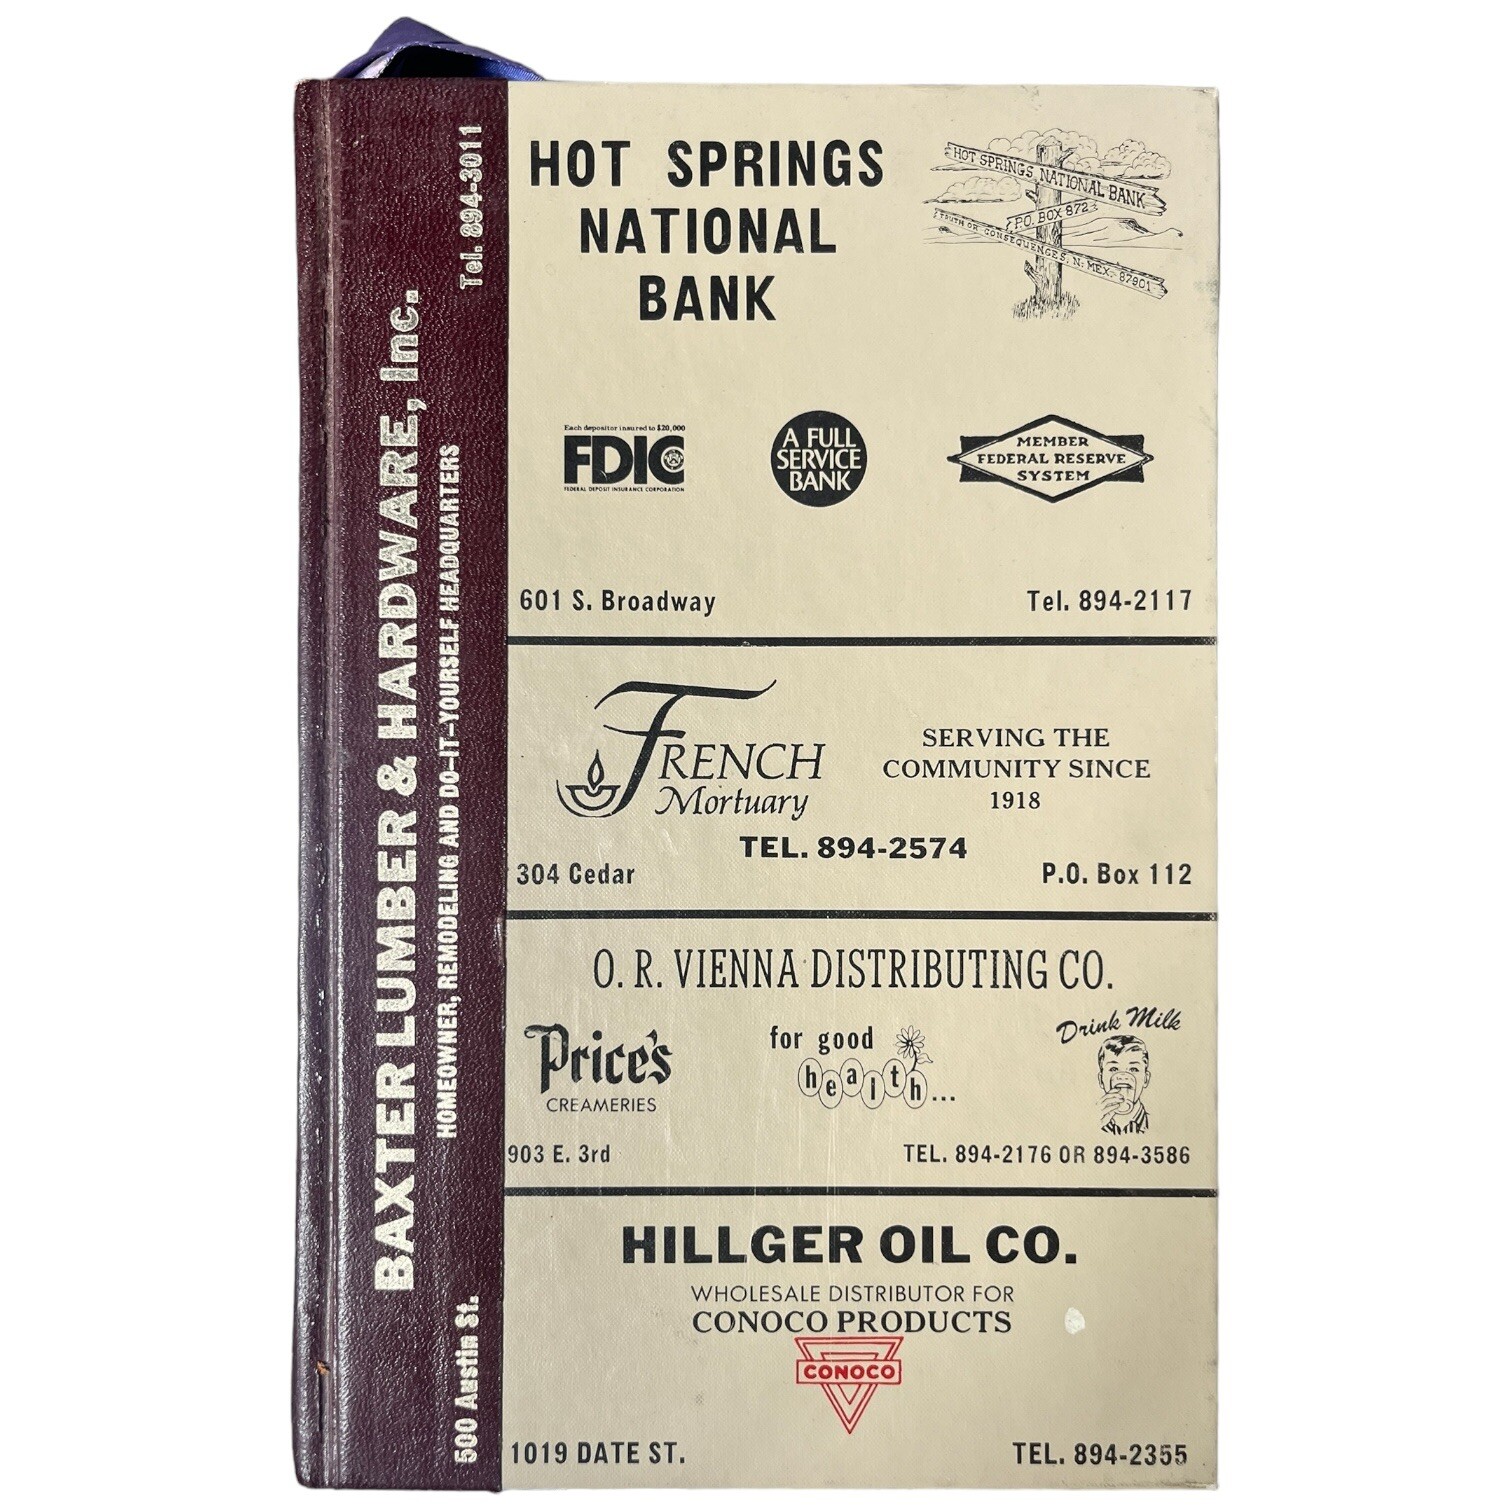 BAXTER LUMBER & HARDWARE, Inc.
HOMEOWNER, REMODELING AND DO-IT-YOURSELF HEADQUARTERS
500 Austin St.
Tel. 894-3011
HOT SPRINGS
NATIONAL
BANK
HOT SPRINGS NATIONAL BANK
P.O. BOX 872
TRUTH OR CONSEQUENCES, N. MEX. 87901
Each depositor insured to $20,000
FDIC
FEDERAL DEPOSIT INSURANCE CORPORATION
A FULL
SERVICE
BANK
MEMBER
FEDERAL RESERVE
SYSTEM
601 S. Broadway
Tel. 894-2117
FRENCH
Mortuary
SERVING THE
COMMUNITY SINCE
1918
TEL. 894-2574
304 Cedar
P.O. Box 112
O. R. VIENNA DISTRIBUTING CO.
Price's
CREAMERIES
for good
health...
Drink Milk
903 E. 3rd
TEL. 894-2176 OR 894-3586
HILLGER OIL CO.
WHOLESALE DISTRIBUTOR FOR
CONOCO PRODUCTS
CONOCO
1019 DATE ST.
TEL. 894-2355